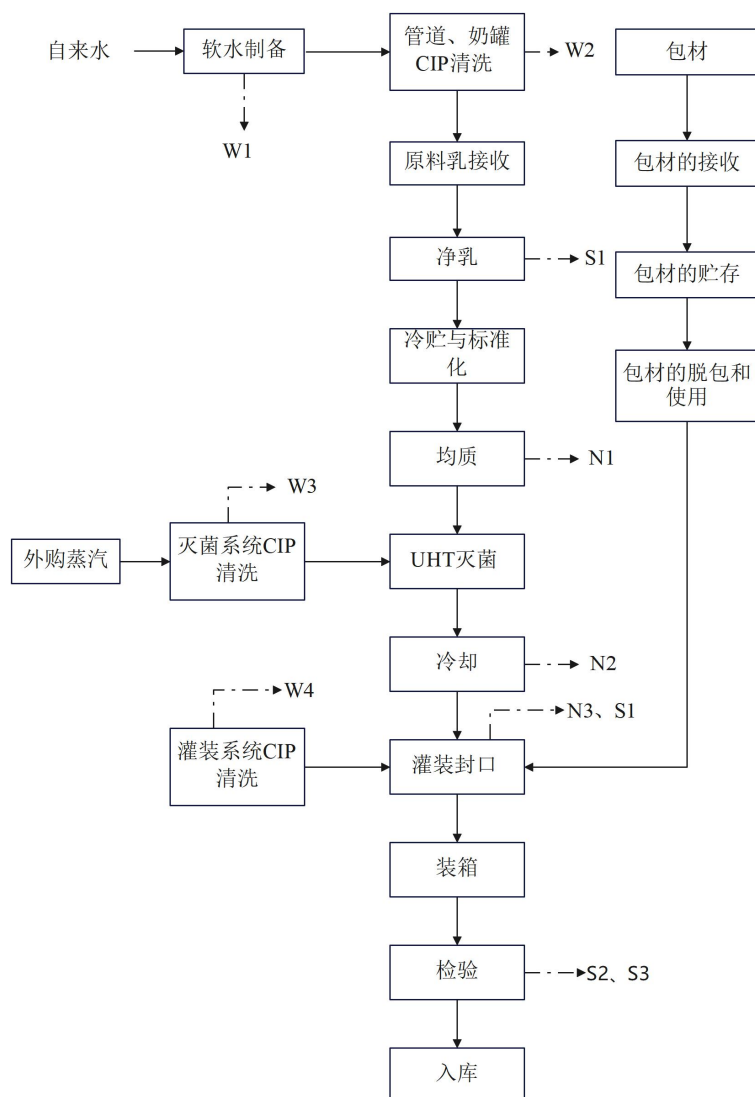 自来水
软水制备
管道、奶罐
CIP清洗
W2
包材
W1
原料乳接收
包材的接收
净乳
S1
包材的贮存
冷贮与标准
化
包材的脱包和
使用
均质
N1
W3
外购蒸汽
灭菌系统CIP
清洗
UHT灭菌
冷却
N2
W4
N3、S1
灌装系统CIP
清洗
灌装封口
装箱
检验
S2、S3
入库